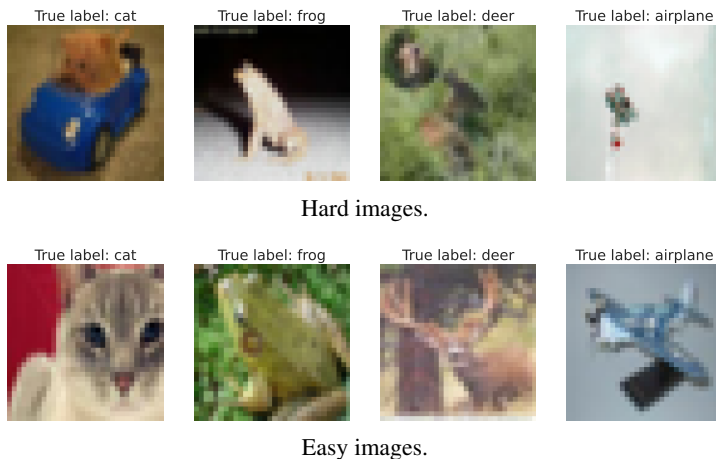 True label: cat True label: frog True label: deer True label: airplane
Hard images.
True label: cat True label: frog True label: deer True label: airplane
Easy images.